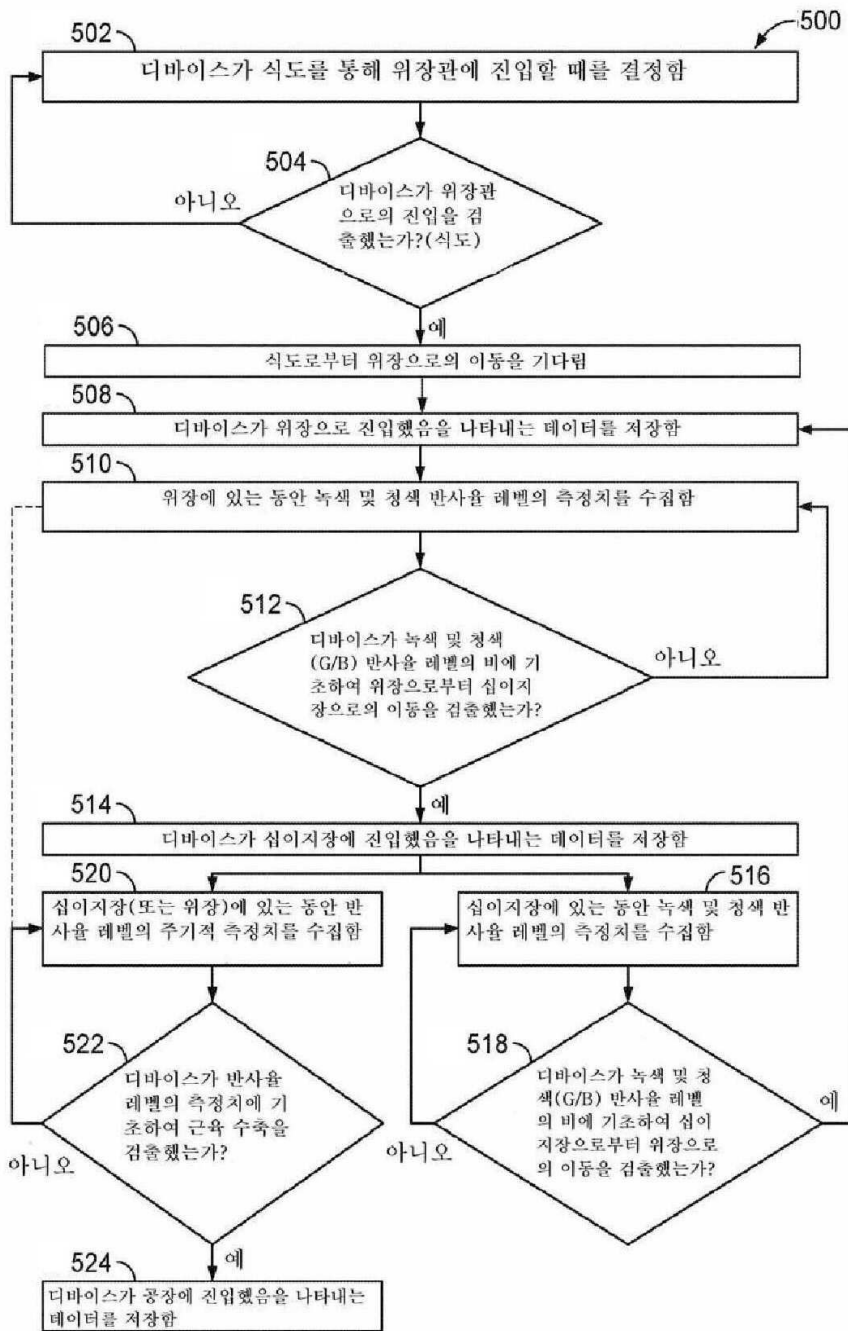 500
502
디바이스가 식도를 통해 위장관에 진입할 때를 결정함
504
디바이스가 위장관
으로의 진입을 검
출했는가?(식도)
아니오
예
506
식도로부터 위장으로의 이동을 기다림
508
디바이스가 위장으로 진입했음을 나타내는 데이터를 저장함
510
위장에 있는 동안 녹색 및 청색 반사율 레벨의 측정치를 수집함
512
디바이스가 녹색 및 청색
(G/B) 반사율 레벨의 비에 기
초하여 위장으로부터 십이지
장으로의 이동을 검출했는가?
아니오
예
514
디바이스가 십이지장에 진입했음을 나타내는 데이터를 저장함
520
십이지장(또는 위장)에 있는 동안 반
사율 레벨의 주기적 측정치를 수집함
516
십이지장에 있는 동안 녹색 및 청색 반
사율 레벨의 측정치를 수집함
522
디바이스가 반사율
레벨의 측정치에 기
초하여 근육 수축을
검출했는가?
아니오
예
518
디바이스가 녹색 및 청
색(G/B) 반사율 레벨
의 비에 기초하여 십이
지장으로부터 위장으로
의 이동을 검출했는가?
아니오
예
524
디바이스가 공장에 진입했음을 나타내는
데이터를 저장함